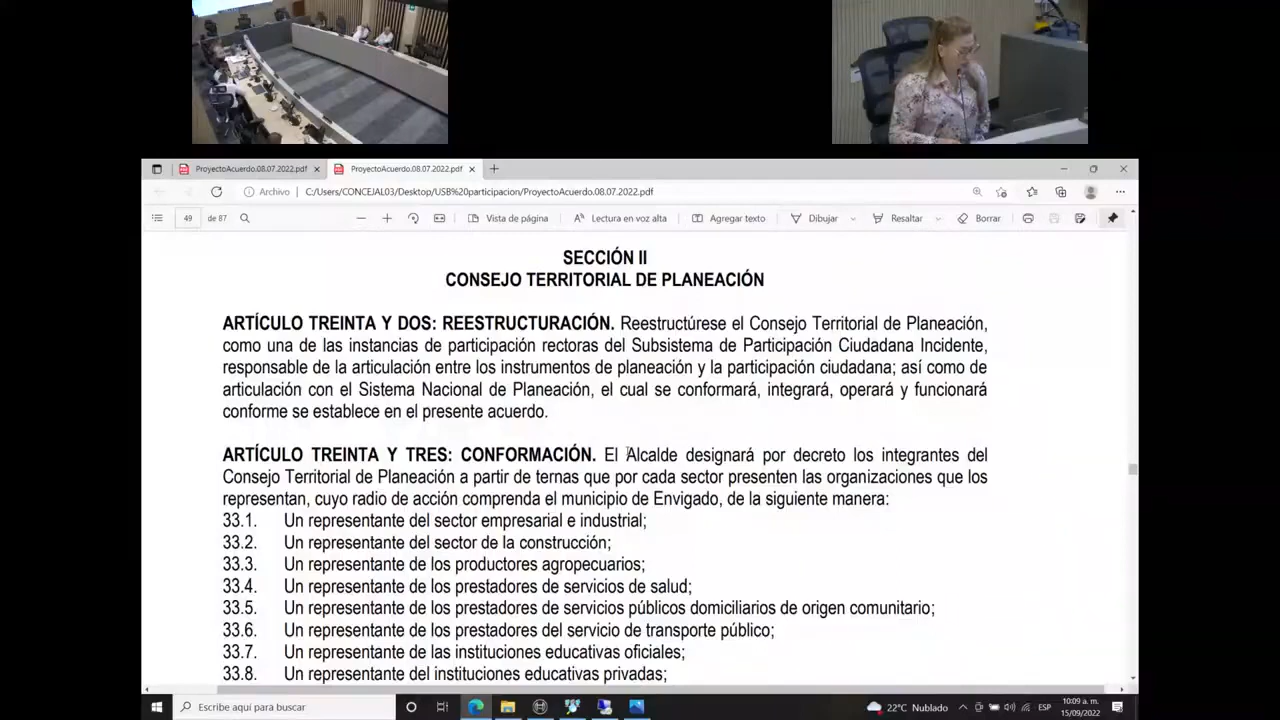 ProyectoAcuerdo.08.07.2022.pdf
ProyectoAcuerdo.08.07.2022.pdf
Archivo
C:/Users/CONCEJAL03/Desktop/USB%20participacion/ProyectoAcuerdo.08.07.2022.pdf
49 de 87
Vista de página
Lectura en voz alta
Agregar texto
Dibujar
Resaltar
Borrar
SECCIÓN II
CONSEJO TERRITORIAL DE PLANEACIÓN
ARTÍCULO TREINTA Y DOS: REESTRUCTURACIÓN. Reestructúrese el Consejo Territorial de Planeación,
como una de las instancias de participación rectoras del Subsistema de Participación Ciudadana Incidente,
responsable de la articulación entre los instrumentos de planeación y la participación ciudadana; así como de
articulación con el Sistema Nacional de Planeación, el cual se conformará, integrará, operará y funcionará
conforme se establece en el presente acuerdo.
ARTÍCULO TREINTA Y TRES: CONFORMACIÓN. El Alcalde designará por decreto los integrantes del
Consejo Territorial de Planeación a partir de ternas que por cada sector presenten las organizaciones que los
representan, cuyo radio de acción comprenda el municipio de Envigado, de la siguiente manera:
33.1. Un representante del sector empresarial e industrial;
33.2. Un representante del sector de la construcción;
33.3. Un representante de los productores agropecuarios;
33.4. Un representante de los prestadores de servicios de salud;
33.5. Un representante de los prestadores de servicios públicos domiciliarios de origen comunitario;
33.6. Un representante de los prestadores del servicio de transporte público;
33.7. Un representante de las instituciones educativas oficiales;
33.8. Un representante del instituciones educativas privadas;
Escribe aquí para buscar
22°C Nublado
ESP
10:09 a. m.
15/09/2022